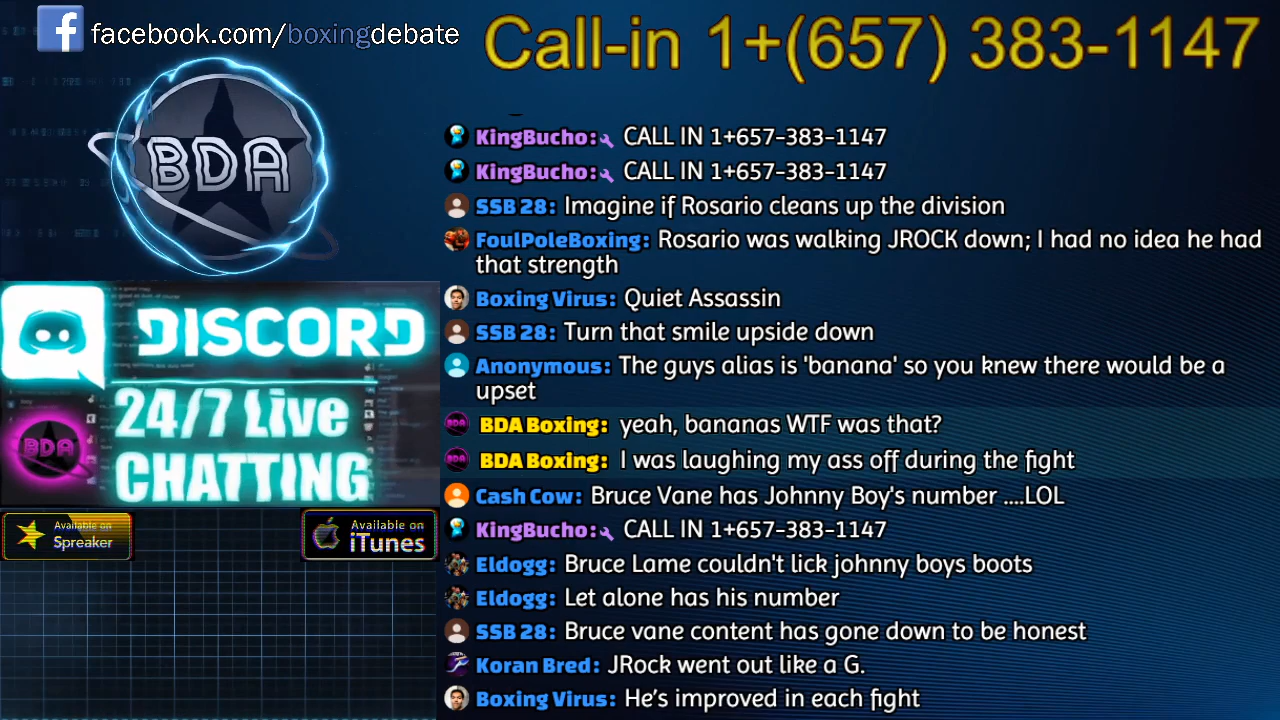 facebook.com/boxingdebate
Call-in 1+(657) 383-1147
BDA
DISCORD
24/7 Live
CHATTING
BDA
Available on
Spreaker
Available on
iTunes
KingBucho: CALL IN 1+657-383-1147
KingBucho: CALL IN 1+657-383-1147
SSB 28: Imagine if Rosario cleans up the division
FoulPoleBoxing: Rosario was walking JROCK down; I had no idea he had
that strength
Boxing Virus: Quiet Assassin
SSB 28: Turn that smile upside down
Anonymous: The guys alias is 'banana' so you knew there would be a
upset
BDA Boxing: yeah, bananas WTF was that?
BDA Boxing: I was laughing my ass off during the fight
Cash Cow: Bruce Vane has Johnny Boy's number ....LOL
KingBucho: CALL IN 1+657-383-1147
Eldogg: Bruce Lame couldn't lick johnny boys boots
Eldogg: Let alone has his number
SSB 28: Bruce vane content has gone down to be honest
Koran Bred: JRock went out like a G.
Boxing Virus: He's improved in each fight